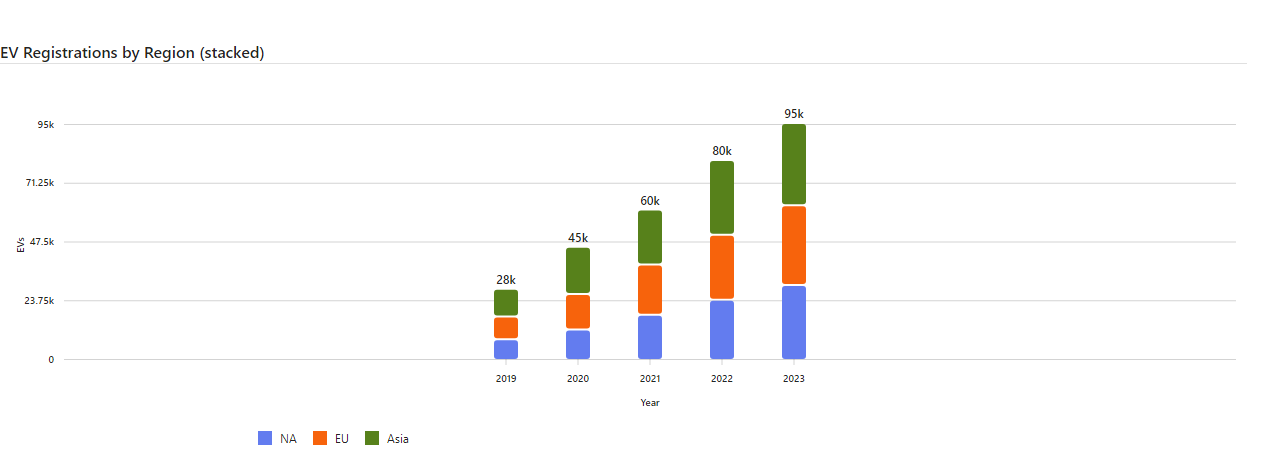 EV Registrations by Region (stacked)
95k
80k
60k
45k
28k
95k
71.25k
47.5k
23.75k
0
EVs
2019 2020 2021 2022 2023
Year
NA EU Asia